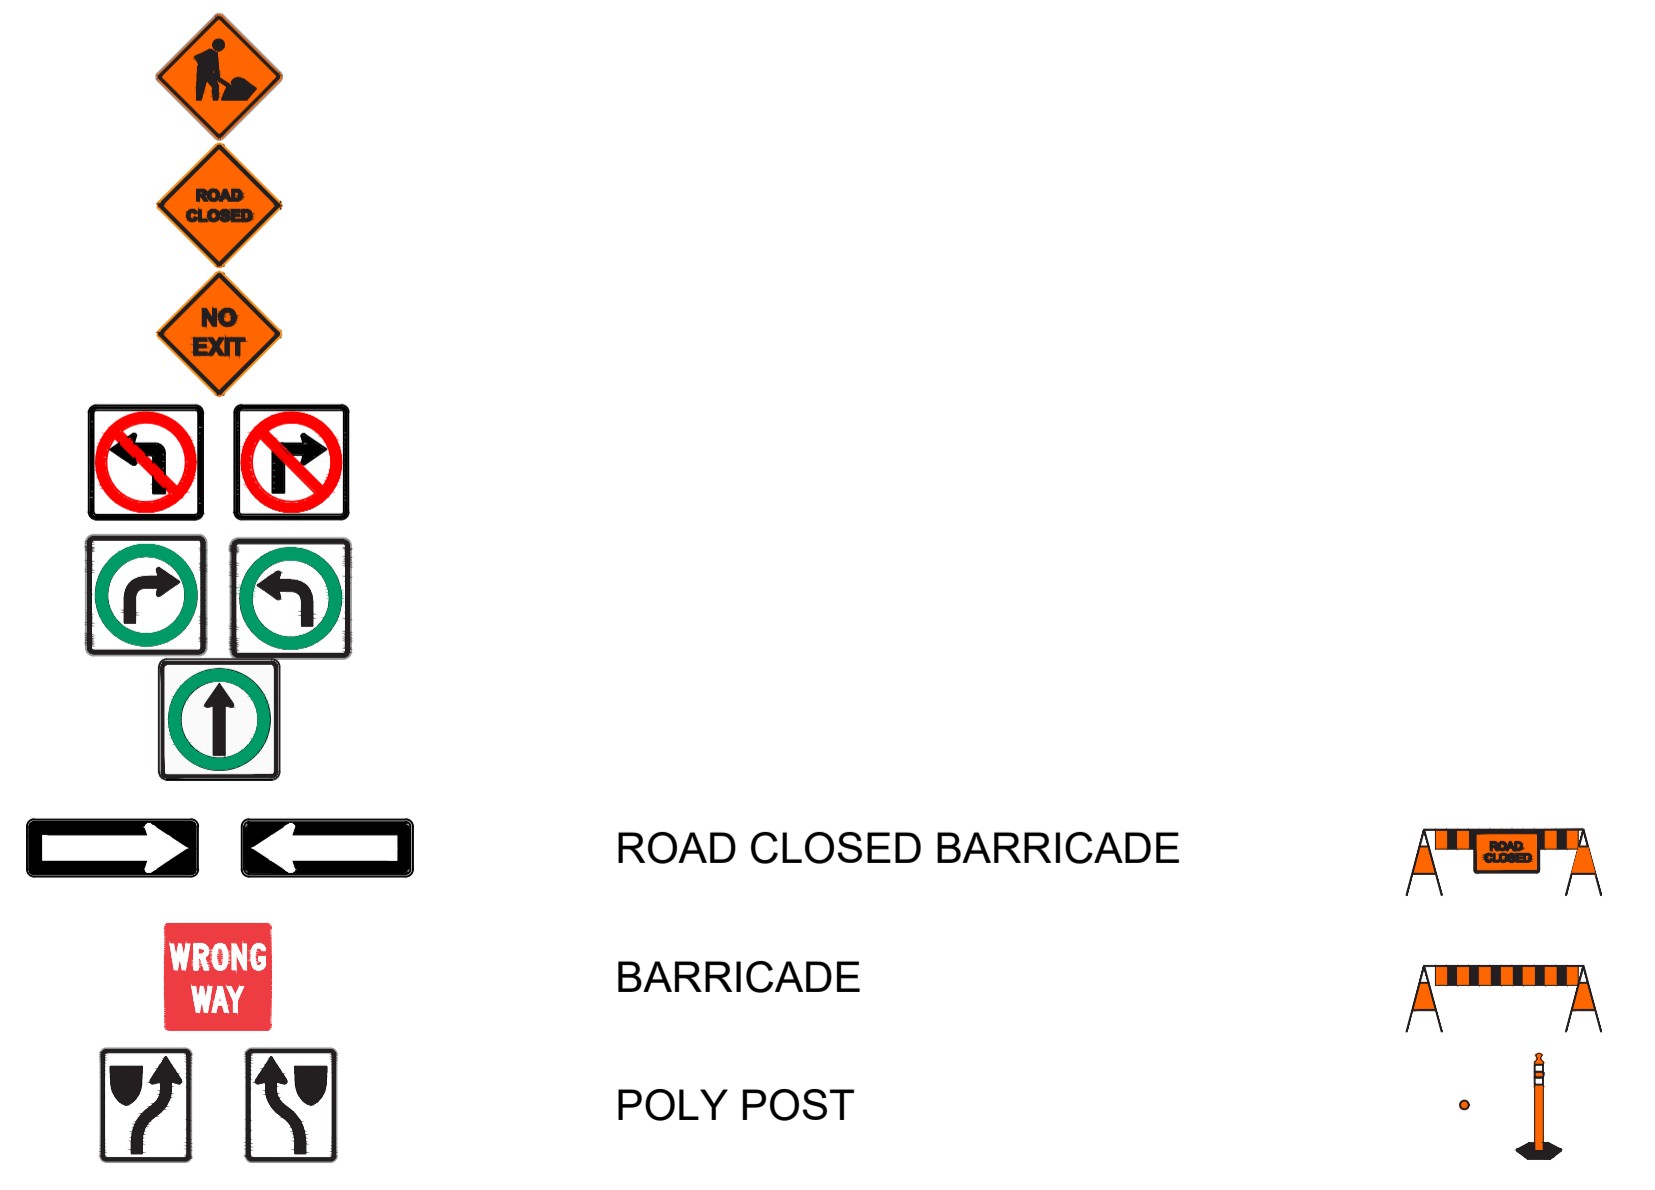 ROAD
CLOSED
NO
EXIT
ROAD CLOSED BARRICADE
ROAD
CLOSED
WRONG
WAY
BARRICADE
POLY POST